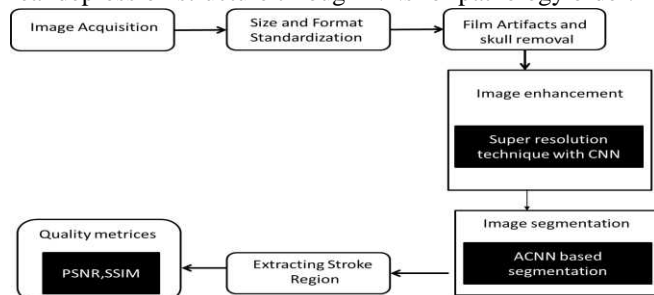 Image Acquisition
Size and Format
Standardization
Film Artifacts and
skull removal
Image enhancement
Super resolution
technique with CNN
Image segmentation
ACNN based
segmentation
Extracting Stroke
Region
Quality metrices
PSNR,SSIM